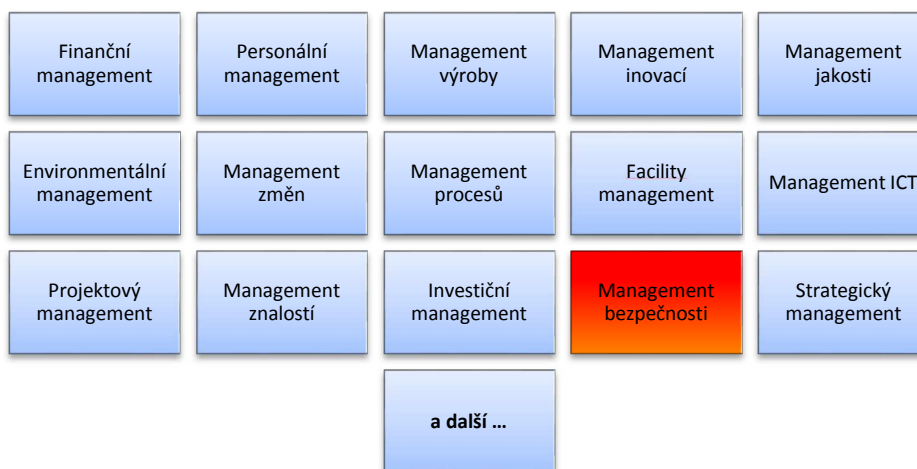 Finanční
management
Personální
management
Management
výroby
Management
inovací
Management
jakosti
Environmentální
management
Management
změn
Management
procesů
Facility
management
Management ICT
Projektový
management
Management
znalostí
Investiční
management
Management
bezpečnosti
Strategický
management
a další ...